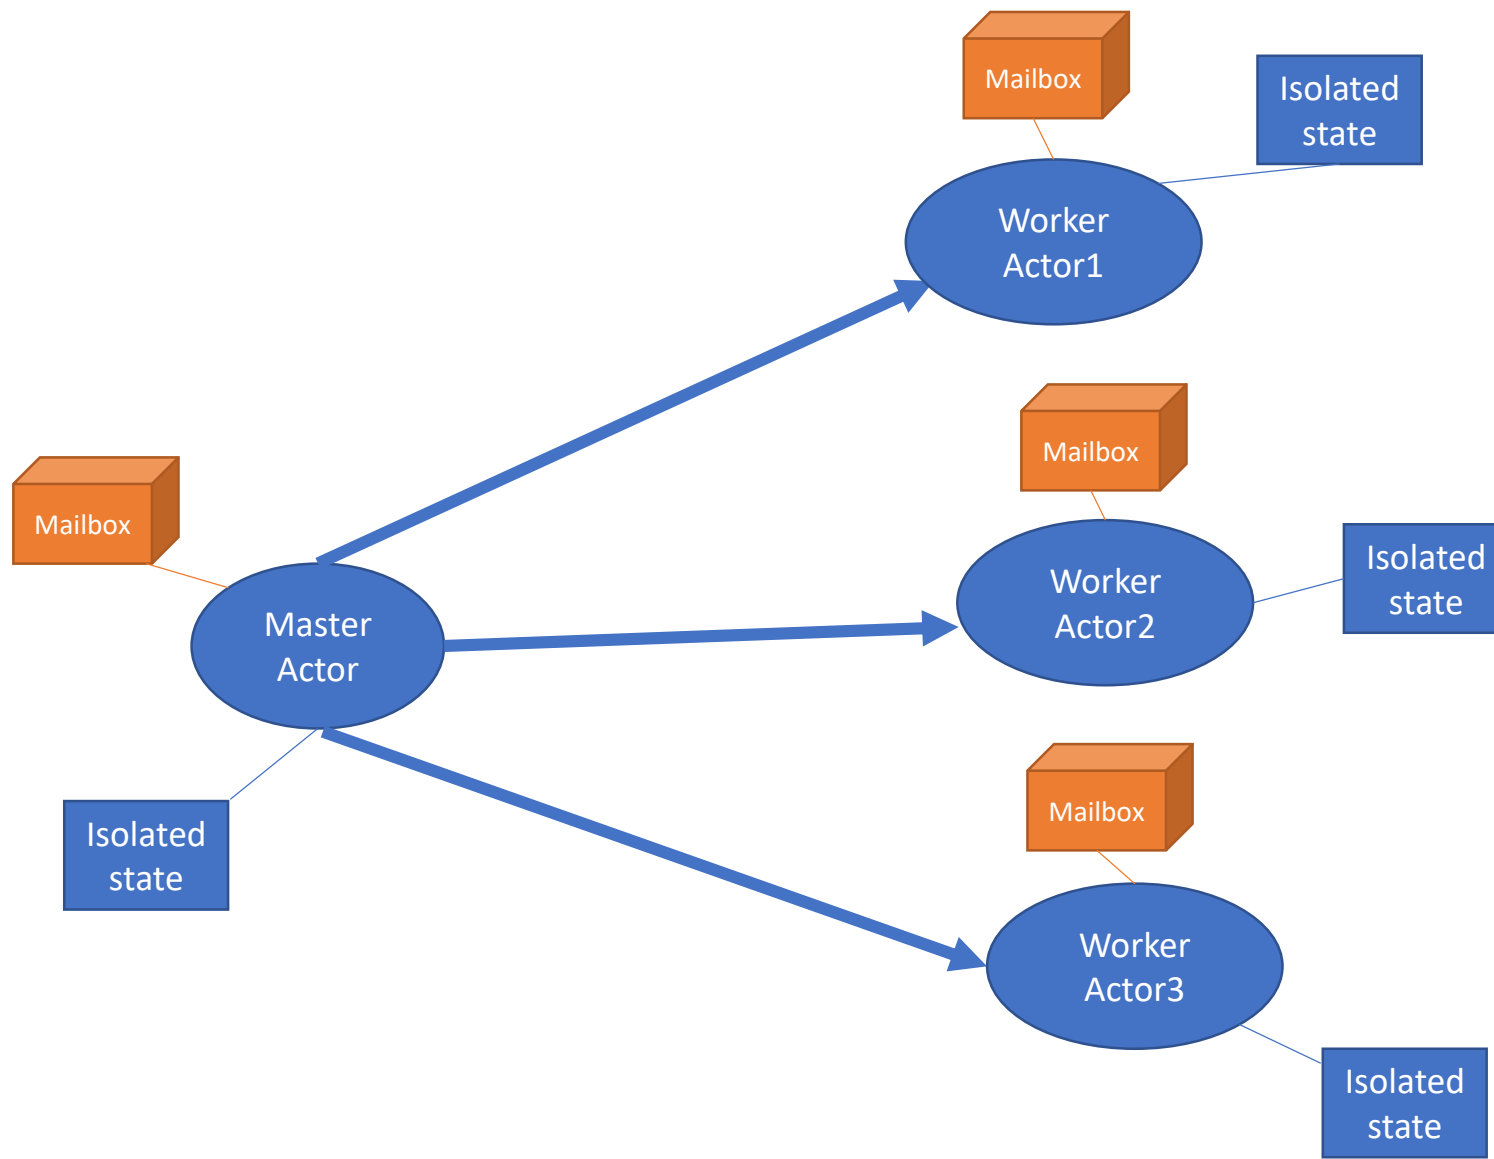 Mailbox
Isolated
state
Worker
Actor1
Mailbox
Mailbox
Isolated
state
Worker
Actor2
Master
Actor
Mailbox
Isolated
state
Worker
Actor3
Isolated
state